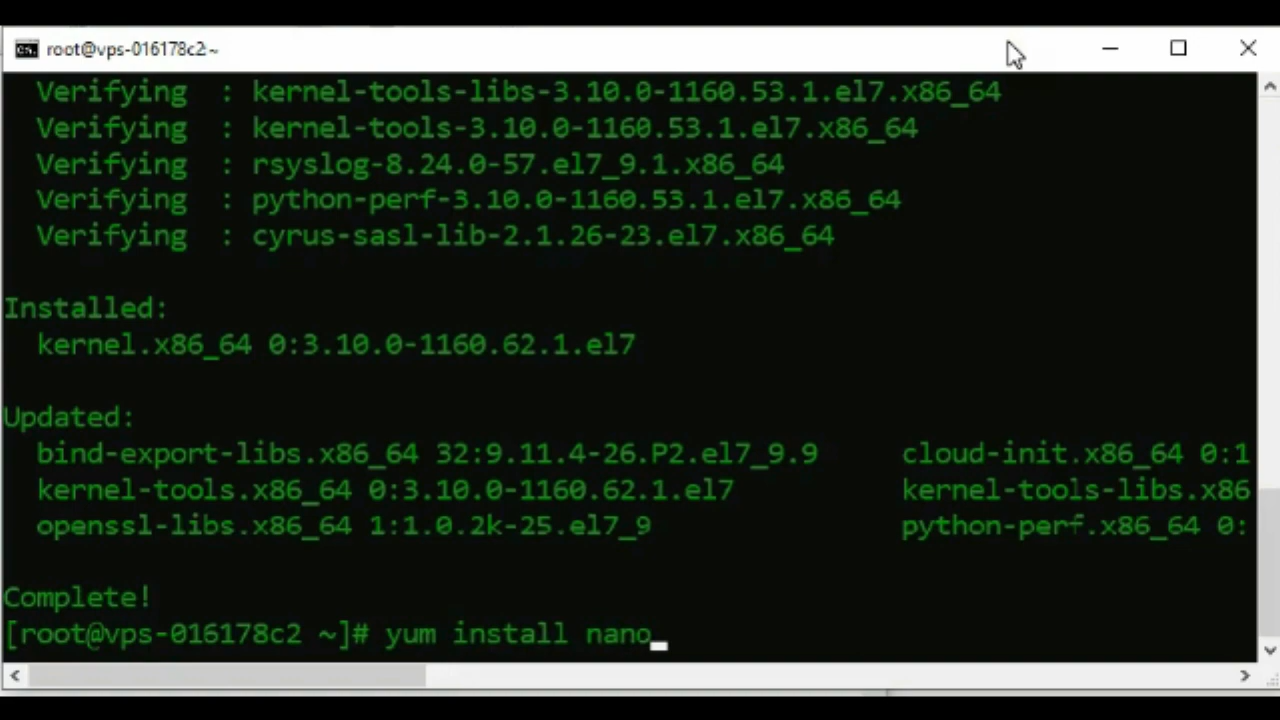 root@vps-016178c2:~
Verifying : kernel-tools-libs-3.10.0-1160.53.1.el7.x86_64
Verifying : kernel-tools-3.10.0-1160.53.1.el7.x86_64
Verifying : rsyslog-8.24.0-57.el7_9.1.x86_64
Verifying : python-perf-3.10.0-1160.53.1.el7.x86_64
Verifying : cyrus-sasl-lib-2.1.26-23.el7.x86_64
Installed:
kernel.x86_64 0:3.10.0-1160.62.1.el7
Updated:
bind-export-libs.x86_64 32:9.11.4-26.P2.el7_9.9 cloud-init.x86_64 0:1
kernel-tools.x86_64 0:3.10.0-1160.62.1.el7 kernel-tools-libs.x86
openssl-libs.x86_64 1:1.0.2k-25.el7_9 python-perf.x86_64 0:
Complete!
[root@vps-016178c2 ~]# yum install nano